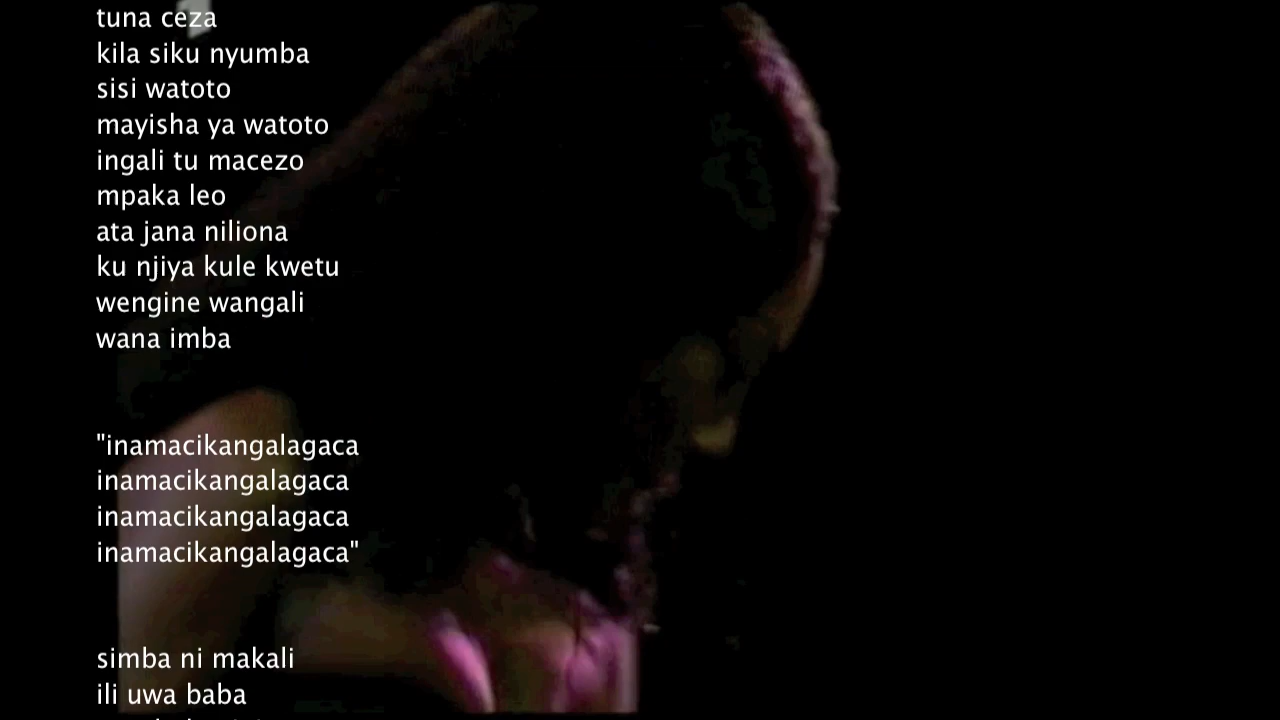 tuna ceza
kila siku nyumba
sisi watoto
mayisha ya watoto
ingali tu macezo
mpaka leo
ata jana niliona
ku njiya kule kwetu
wengine wangali
wana imba
"inamacikangalagaca
inamacikangalagaca
inamacikangalagaca
inamacikangalagaca"
simba ni makali
ili uwa baba